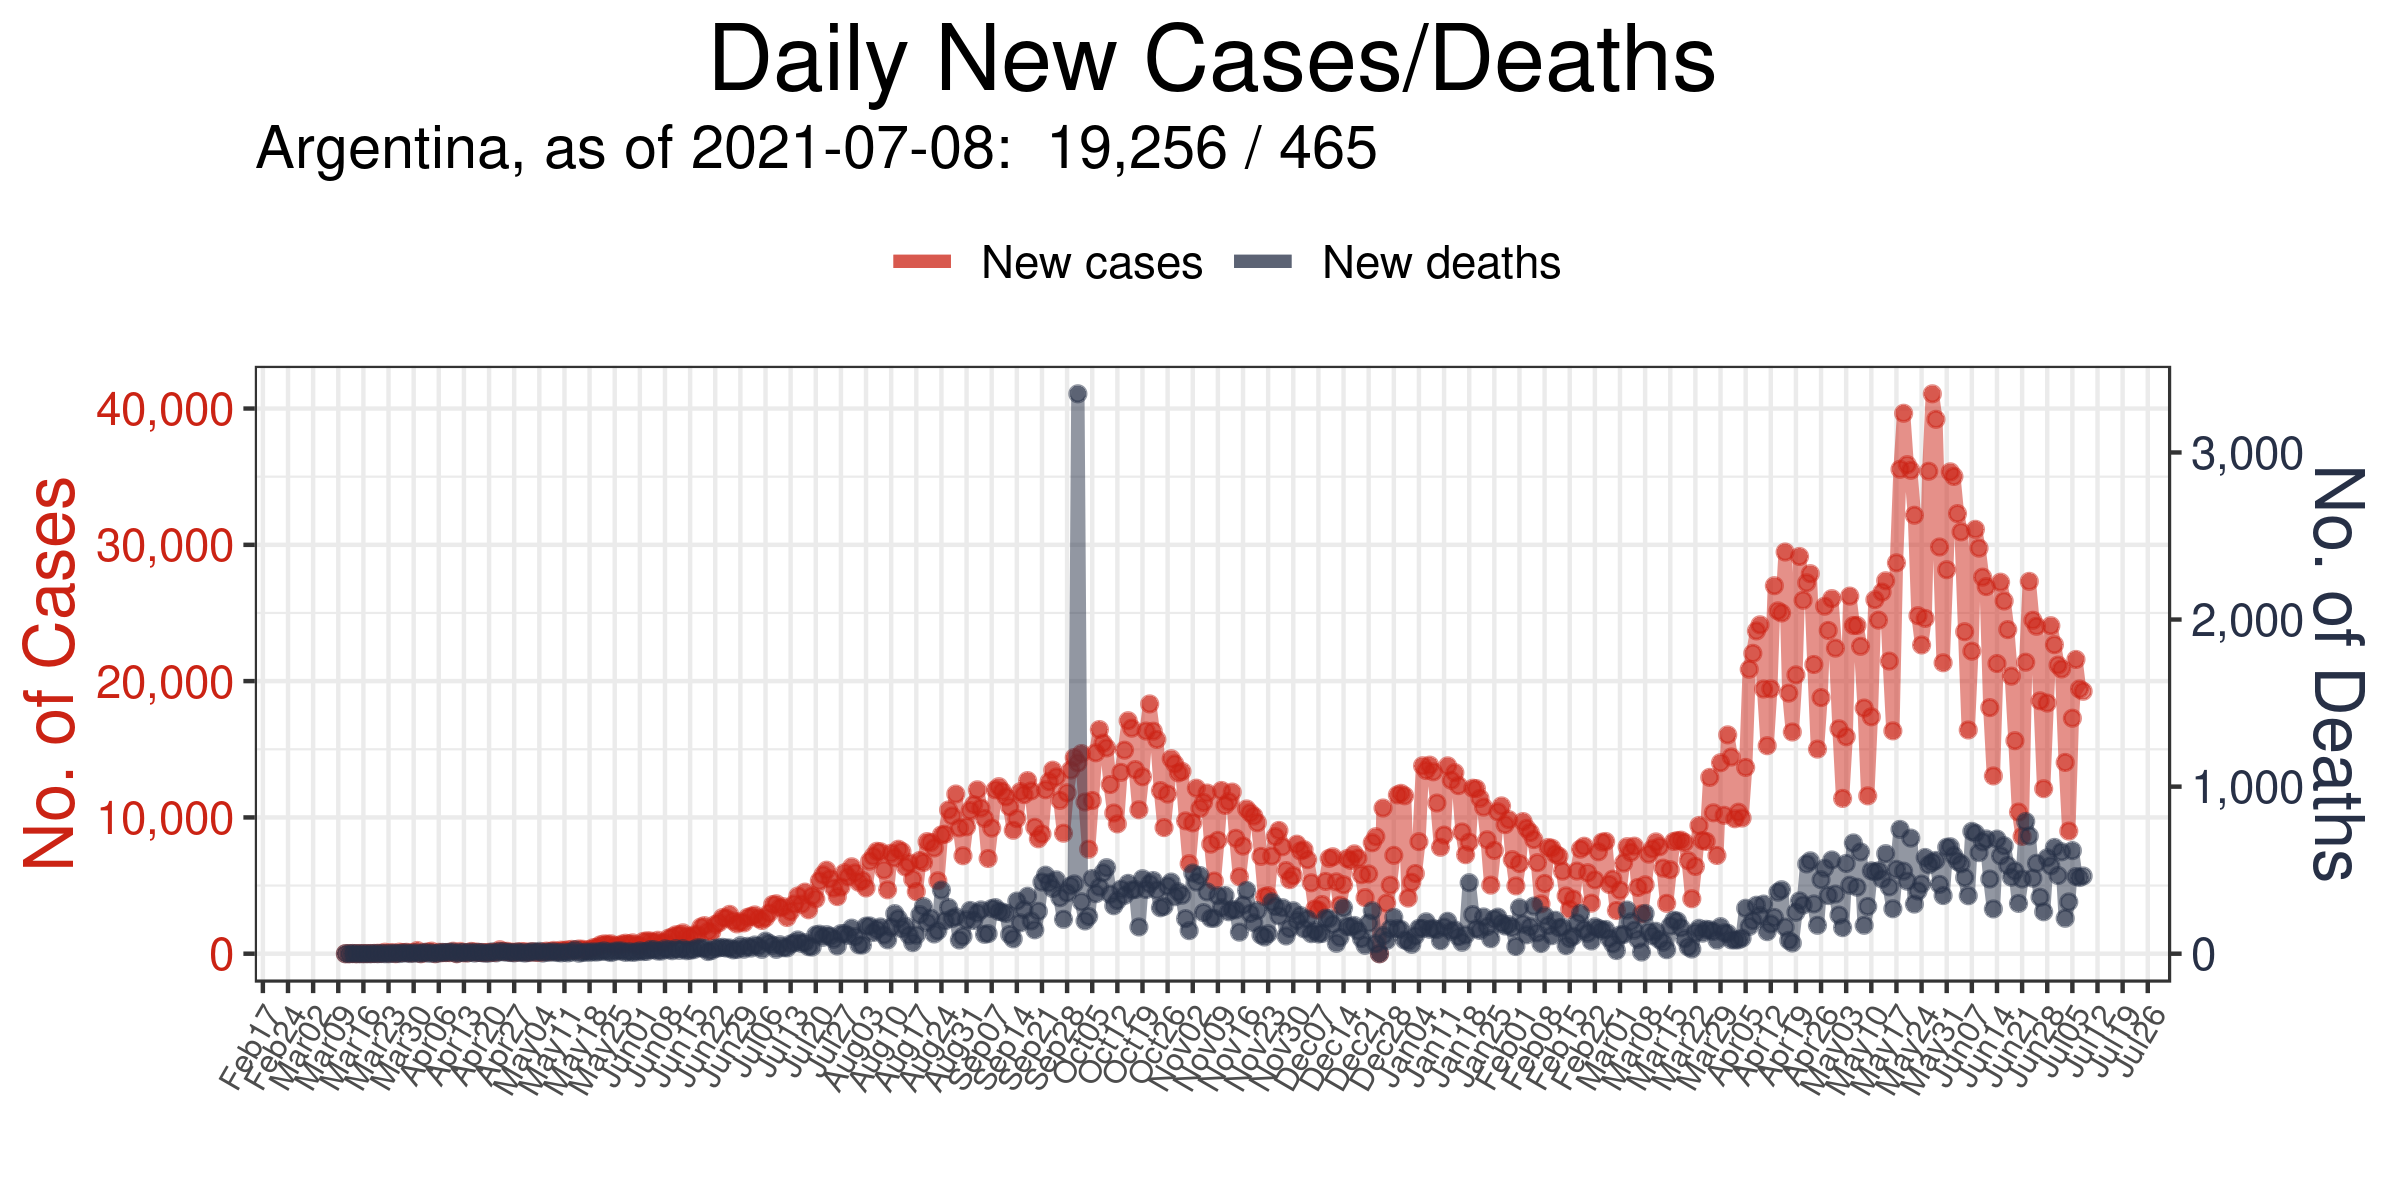 Daily New Cases/Deaths
Argentina, as of 2021-07-08: 19,256 / 465
New cases
New deaths
No. of Cases
40,000
30,000
20,000
10,000
0
3,000
2,000
1,000
0
No. of Deaths
Feb17
Feb24
Mar02
Mar09
Mar16
Mar23
Mar30
Apr06
Apr13
Apr20
Apr27
May04
May11
May18
May25
Jun01
Jun08
Jun15
Jun22
Jun29
Jul06
Jul13
Jul20
Jul27
Aug03
Aug10
Aug17
Aug24
Aug31
Sep07
Sep14
Sep21
Sep28
Oct05
Oct12
Oct19
Oct26
Nov02
Nov09
Nov16
Nov23
Nov30
Dec07
Dec14
Dec21
Dec28
Jan04
Jan11
Jan18
Jan25
Feb01
Feb08
Feb15
Feb22
Mar01
Mar08
Mar15
Mar22
Mar29
Apr05
Apr12
Apr19
Apr26
May03
May10
May17
May24
May31
Jun07
Jun14
Jun21
Jun28
Jul05
Jul12
Jul19
Jul26